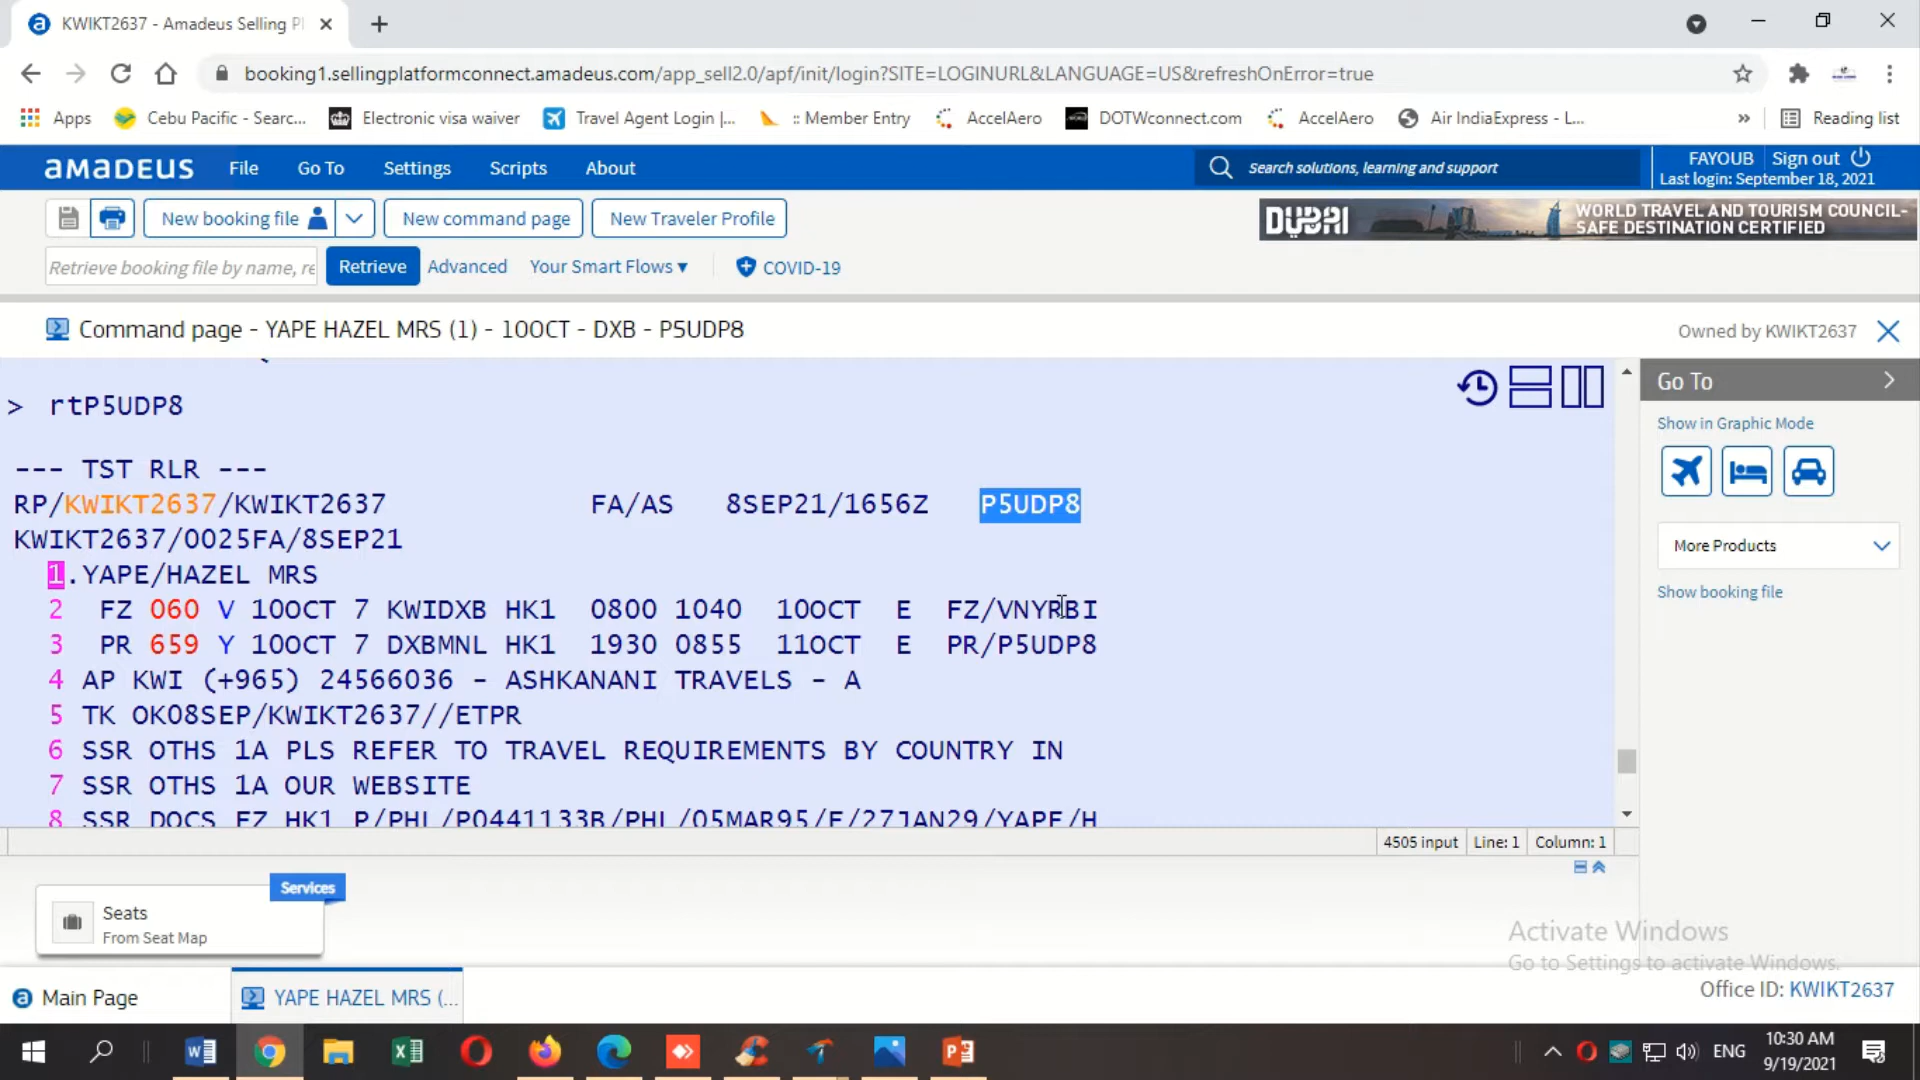 KWIKT2637 - Amadeus Selling Pl
booking1.sellingplatformconnect.amadeus.com/app_sell2.0/apf/init/login?SITE=LOGINURL&LANGUAGE=US&refreshOnError=true
Apps Cebu Pacific - Searc... Electronic visa waiver Travel Agent Login |... :: Member Entry AccelAero DOTWconnect.com AccelAero Air IndiaExpress - L... » Reading list
amadeus File Go To Settings Scripts About Search solutions, learning and support FAYOUB Sign out
Last login: September 18, 2021
New booking file New command page New Traveler Profile
DUBAI WORLD TRAVEL AND TOURISM COUNCIL-
SAFE DESTINATION CERTIFIED
Retrieve booking file by name, re Retrieve Advanced Your Smart Flows COVID-19
Command page - YAPE HAZEL MRS (1) - 10OCT - DXB - P5UDP8 Owned by KWIKT2637
> rtP5UDP8
--- TST RLR ---
RP/KWIKT2637/KWIKT2637 FA/AS 8SEP21/1656Z P5UDP8
KWIKT2637/0025FA/8SEP21
1.YAPE/HAZEL MRS
2 FZ 060 V 10OCT 7 KWIDXB HK1 0800 1040 10OCT E FZ/VNYRBI
3 PR 659 Y 10OCT 7 DXBMNL HK1 1930 0855 11OCT E PR/P5UDP8
4 AP KWI (+965) 24566036 - ASHKANANI TRAVELS - A
5 TK OK08SEP/KWIKT2637//ETPR
6 SSR OTHS 1A PLS REFER TO TRAVEL REQUIREMENTS BY COUNTRY IN
7 SSR OTHS 1A OUR WEBSITE
8 SSR DOCS FZ HK1 P/PHL/P0441133B/PHL/05MAR95/F/27JAN29/YAPE/H
Go To
Show in Graphic Mode
More Products
Show booking file
4505 input Line: 1 Column: 1
Services
Seats
From Seat Map
Activate Windows
Go to Settings to activate Windows.
Main Page YAPE HAZEL MRS (...
Office ID: KWIKT2637
ENG
10:30 AM
9/19/2021